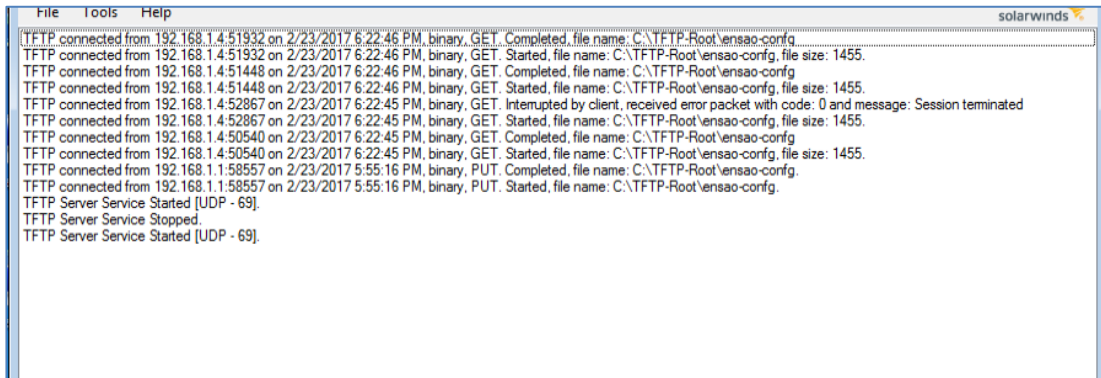 File Tools Help
solarwinds
TFTP connected from 192.168.1.4:51932 on 2/23/2017 6:22:46 PM, binary, GET. Completed, file name: C:\TFTP-Root\ensao-confg
TFTP connected from 192.168.1.4:51932 on 2/23/2017 6:22:46 PM, binary, GET. Started, file name: C:\TFTP-Root\ensao-confg, file size: 1455.
TFTP connected from 192.168.1.4:51448 on 2/23/2017 6:22:46 PM, binary, GET. Completed, file name: C:\TFTP-Root\ensao-confg
TFTP connected from 192.168.1.4:51448 on 2/23/2017 6:22:46 PM, binary, GET. Started, file name: C:\TFTP-Root\ensao-confg, file size: 1455.
TFTP connected from 192.168.1.4:52867 on 2/23/2017 6:22:45 PM, binary, GET. Interrupted by client, received error packet with code: 0 and message: Session terminated
TFTP connected from 192.168.1.4:52867 on 2/23/2017 6:22:45 PM, binary, GET. Started, file name: C:\TFTP-Root\ensao-confg, file size: 1455.
TFTP connected from 192.168.1.4:50540 on 2/23/2017 6:22:45 PM, binary, GET. Completed, file name: C:\TFTP-Root\ensao-confg
TFTP connected from 192.168.1.4:50540 on 2/23/2017 6:22:45 PM, binary, GET. Started, file name: C:\TFTP-Root\ensao-confg, file size: 1455.
TFTP connected from 192.168.1.1:58557 on 2/23/2017 5:55:16 PM, binary, PUT. Completed, file name: C:\TFTP-Root\ensao-confg.
TFTP connected from 192.168.1.1:58557 on 2/23/2017 5:55:16 PM, binary, PUT. Started, file name: C:\TFTP-Root\ensao-confg.
TFTP Server Service Started [UDP - 69].
TFTP Server Service Stopped.
TFTP Server Service Started [UDP - 69].